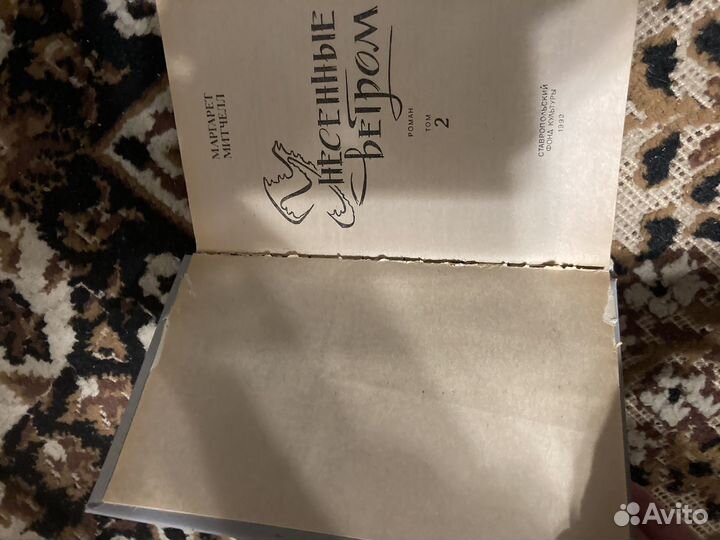 МАРГАРЕТ
МИТЧЕЛЛ
УНЕСЕННЫЕ
ВЕТРОМ
РОМАН
ТОМ
2
СТАВРОПОЛЬСКИЙ
ФОНД КУЛЬТУРЫ
1992
Avito